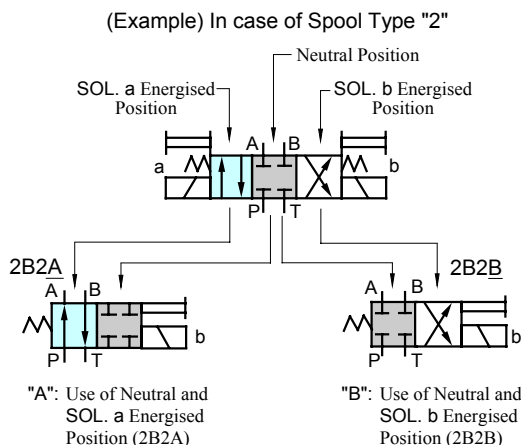 (Example) In case of Spool Type "2"
Neutral Position
SOL. a Energised
Position
SOL. b Energised
Position
A B
a b
P T
2B2A
A B
b
P T
2B2B
A B
b
P T
"A": Use of Neutral and
SOL. a Energised
Position (2B2A)
"B": Use of Neutral and
SOL. b Energised
Position (2B2B)